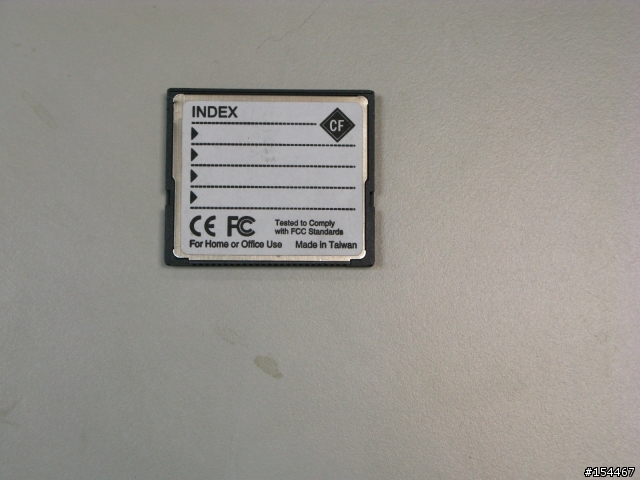 INDEX
CF
CE FC
Tested to Comply
with FCC Standards
For Home or Office Use Made in Taiwan
#154467